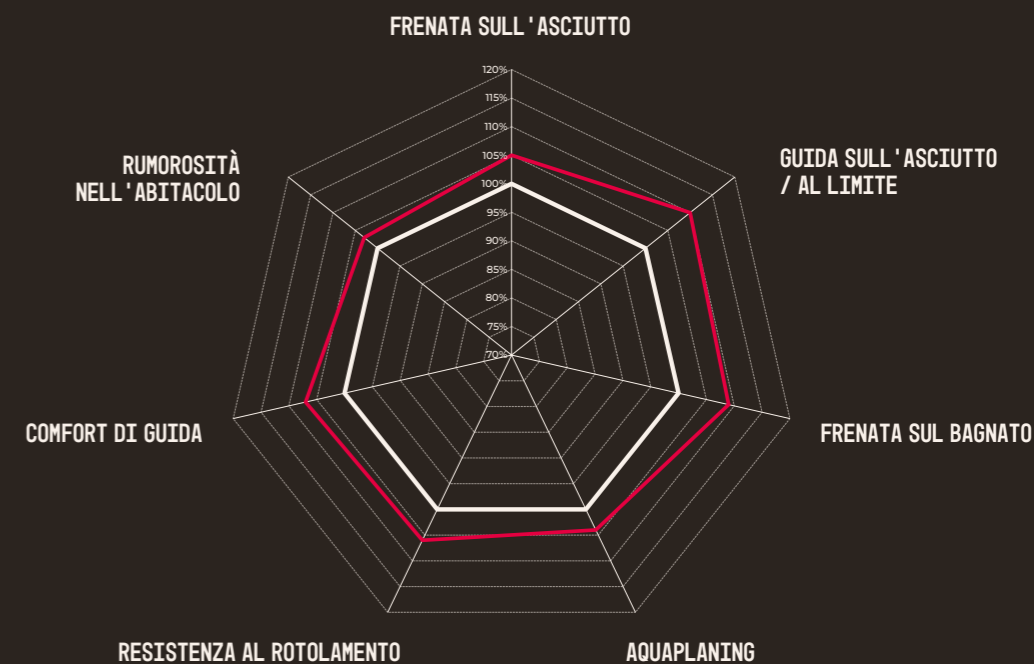 FRENATA SULL'ASCIUTTO
120%
115%
110%
105%
100%
95%
90%
85%
80%
75%
70%
RUMOROSITÀ
NELL'ABITACOLO
GUIDA SULL'ASCIUTTO
/ AL LIMITE
COMFORT DI GUIDA
FRENATA SUL BAGNATO
RESISTENZA AL ROTOLAMENTO
AQUAPLANING